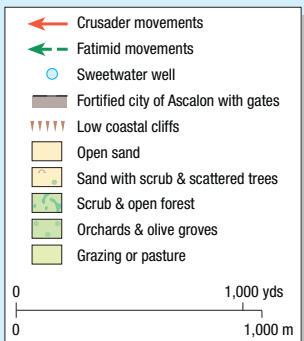 Crusader movements
Fatimid movements
Sweetwater well
Fortified city of Ascalon with gates
Low coastal cliffs
Open sand
Sand with scrub & scattered trees
Scrub & open forest
Orchards & olive groves
Grazing or pasture
0 1,000 yds
0 1,000 m